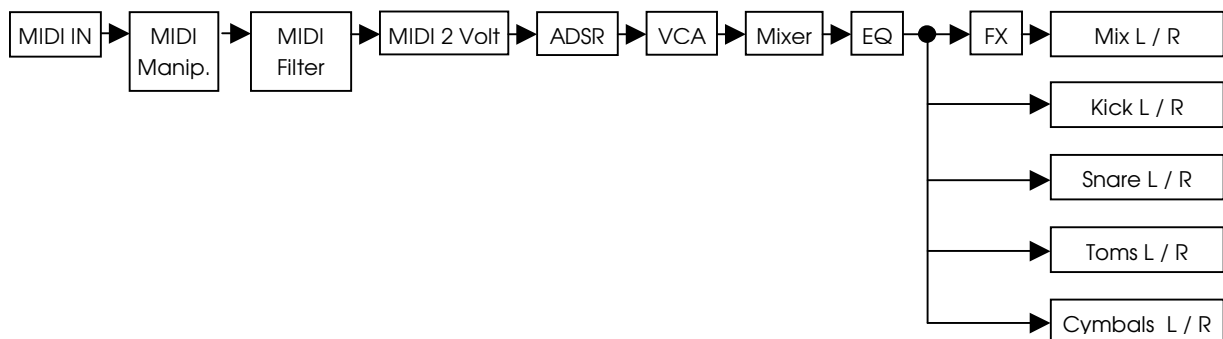 MIDI IN
MIDI
Manip.
MIDI
Filter
MIDI 2 Volt
ADSR
VCA
Mixer
EQ
FX
Mix L / R
Kick L / R
Snare L / R
Toms L / R
Cymbals L / R